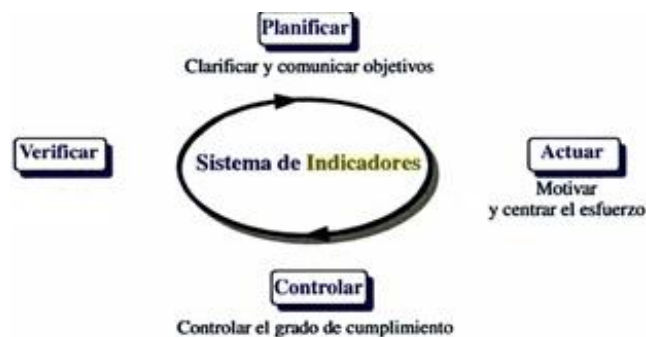 Planificar
Clarificar y comunicar objetivos
Verificar
Sistema de Indicadores
Actuar
Motivar
y centrar el esfuerzo
Controlar
Controlar el grado de cumplimiento